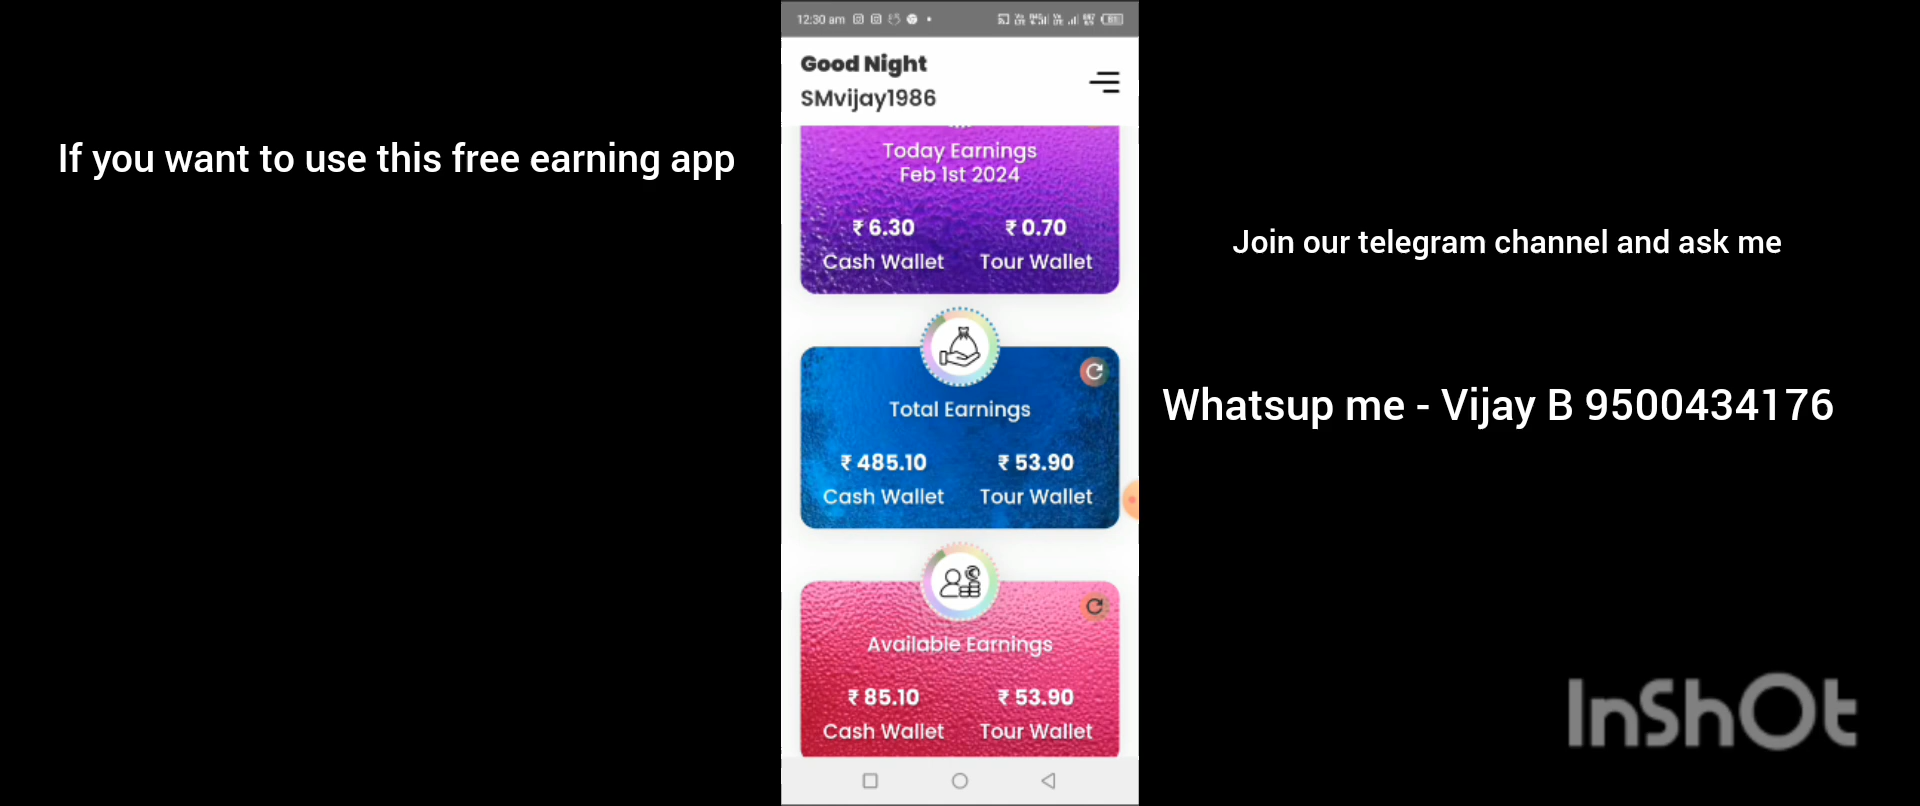 If you want to use this free earning app
12:30 am
Good Night
SMvijay1986
Today Earnings
Feb 1st 2024
₹ 6.30 ₹ 0.70
Cash Wallet Tour Wallet
Total Earnings
₹ 485.10 ₹ 53.90
Cash Wallet Tour Wallet
Available Earnings
₹ 85.10 ₹ 53.90
Cash Wallet Tour Wallet
Join our telegram channel and ask me
Whatsup me - Vijay B 9500434176
InShOt